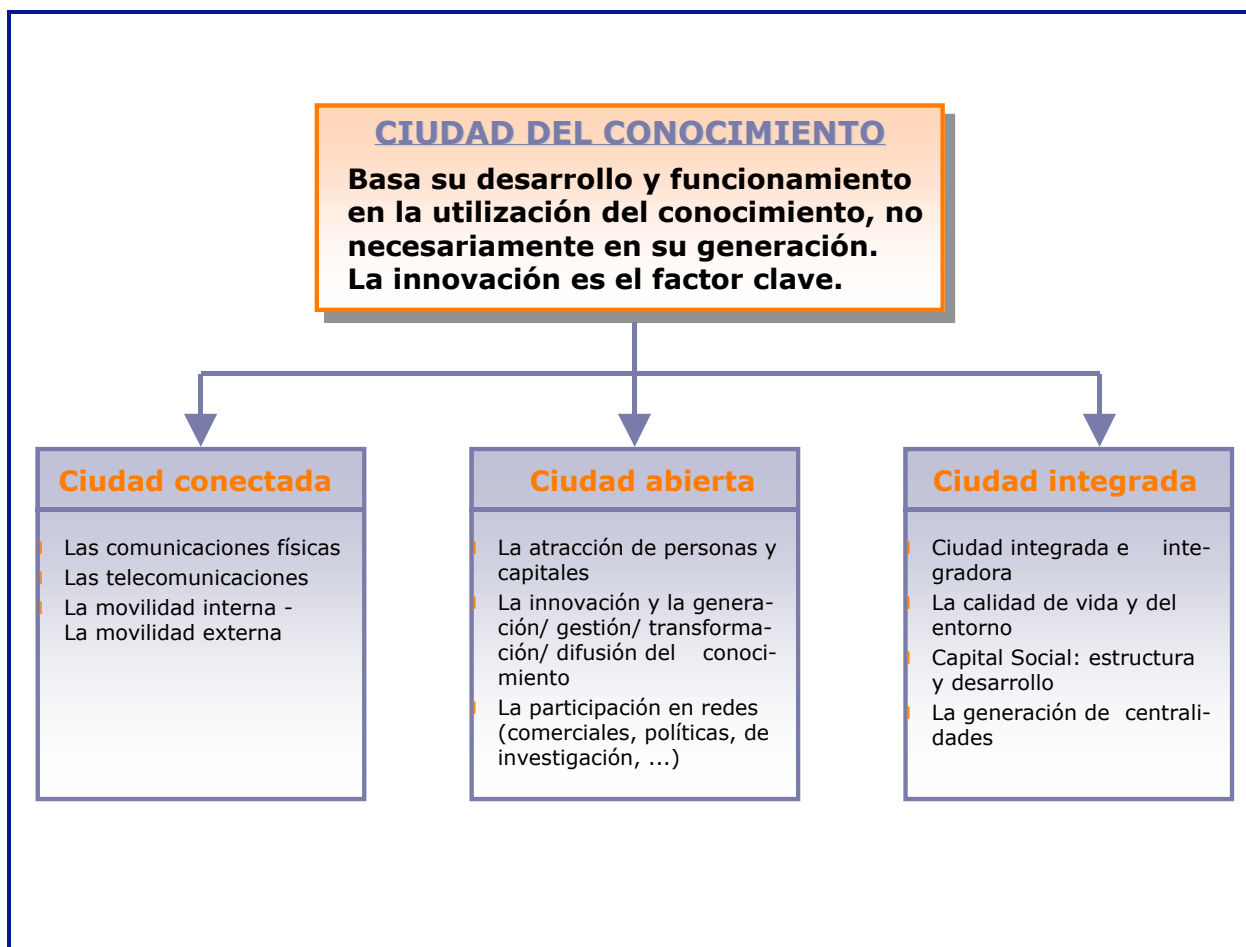 CIUDAD DEL CONOCIMIENTO
Basa su desarrollo y funcionamiento
en la utilización del conocimiento, no
necesariamente en su generación.
La innovación es el factor clave.
Ciudad conectada
Las comunicaciones físicas
Las telecomunicaciones
La movilidad interna -
La movilidad externa
Ciudad abierta
La atracción de personas y
capitales
La innovación y la genera-
ción/ gestión/ transforma-
ción/ difusión del conoci-
miento
La participación en redes
(comerciales, políticas, de
investigación, ...)
Ciudad integrada
Ciudad integrada e inte-
gradora
La calidad de vida y del
entorno
Capital Social: estructura
y desarrollo
La generación de centrali-
dades